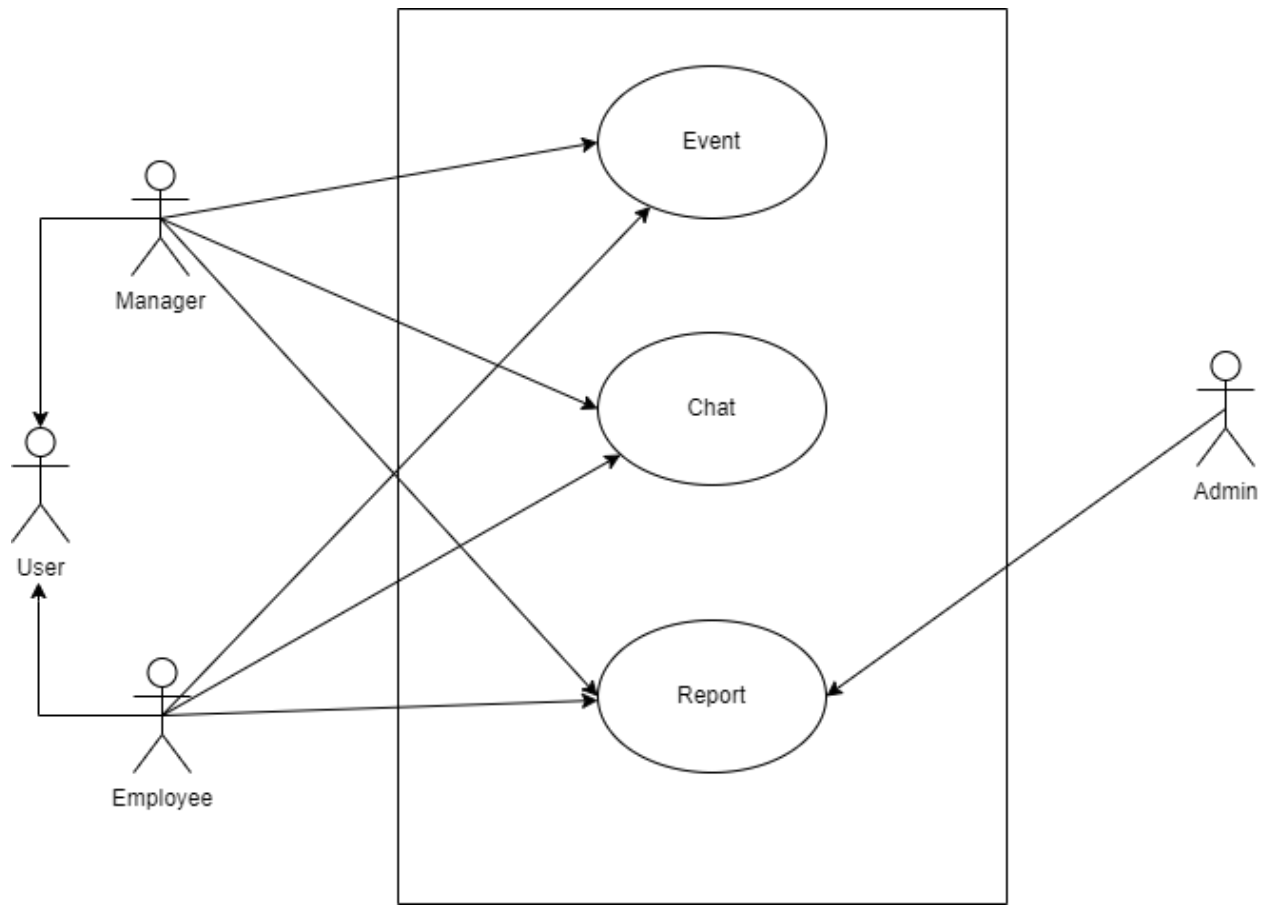 Event
Manager
Chat
Admin
User
Report
Employee